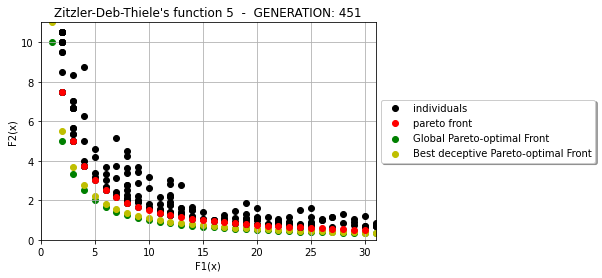 Zitzler-Deb-Thiele's function 5 - GENERATION: 451
10
8
6
4
2
0
F2(x)
0 5 10 15 20 25 30
F1(x)
individuals
pareto front
Global Pareto-optimal Front
Best deceptive Pareto-optimal Front